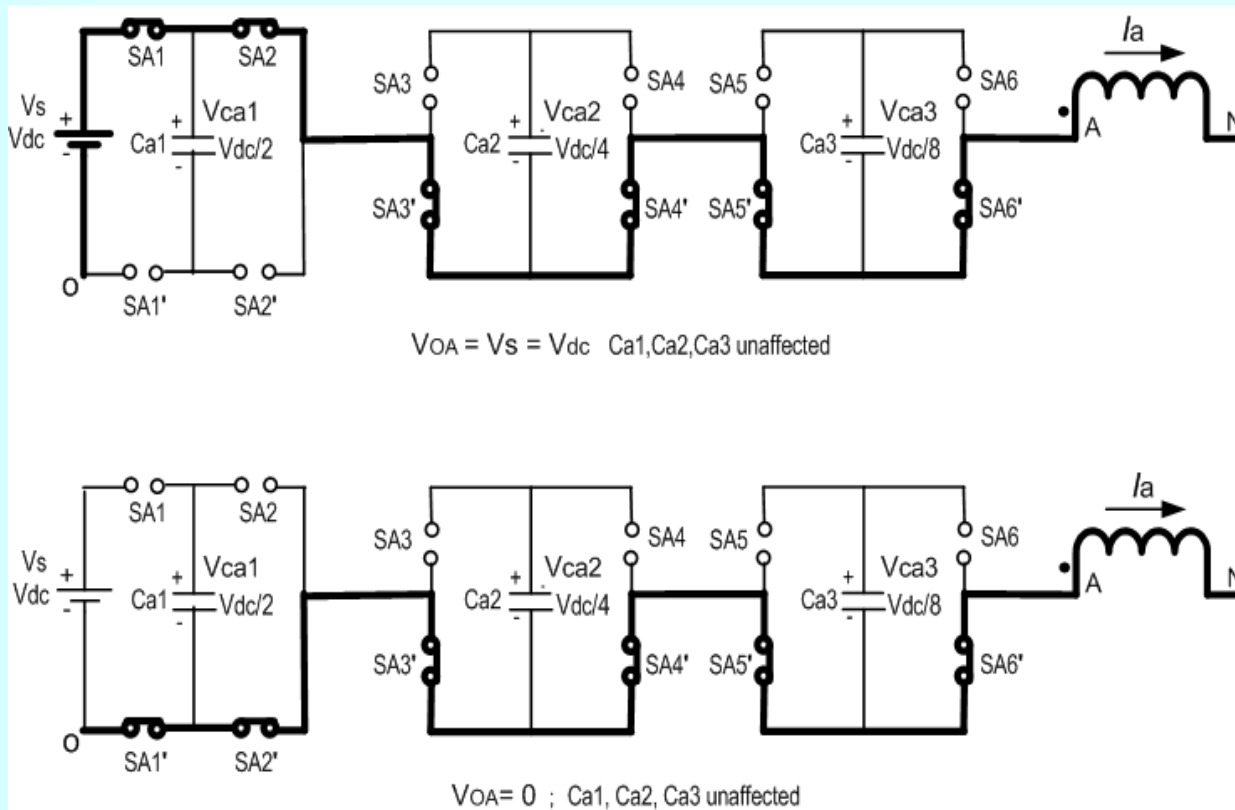 SA1 SA2
Ia
Vs
Vdc
+
-
Ca1
+
-
Vca1
Vdc/2
SA3
SA4
SA5
SA6
Ca2
+
-
Vca2
Vdc/4
Ca3
+
-
Vca3
Vdc/8
A
N
SA3'
SA4'
SA5'
SA6'
O
SA1'
SA2'
VOA = Vs = Vdc Ca1,Ca2,Ca3 unaffected
SA1 SA2
Ia
Vs
Vdc
+
-
Ca1
+
-
Vca1
Vdc/2
SA3
SA4
SA5
SA6
Ca2
+
-
Vca2
Vdc/4
Ca3
+
-
Vca3
Vdc/8
A
N
SA3'
SA4'
SA5'
SA6'
O
SA1'
SA2'
VOA= 0 ; Ca1, Ca2, Ca3 unaffected